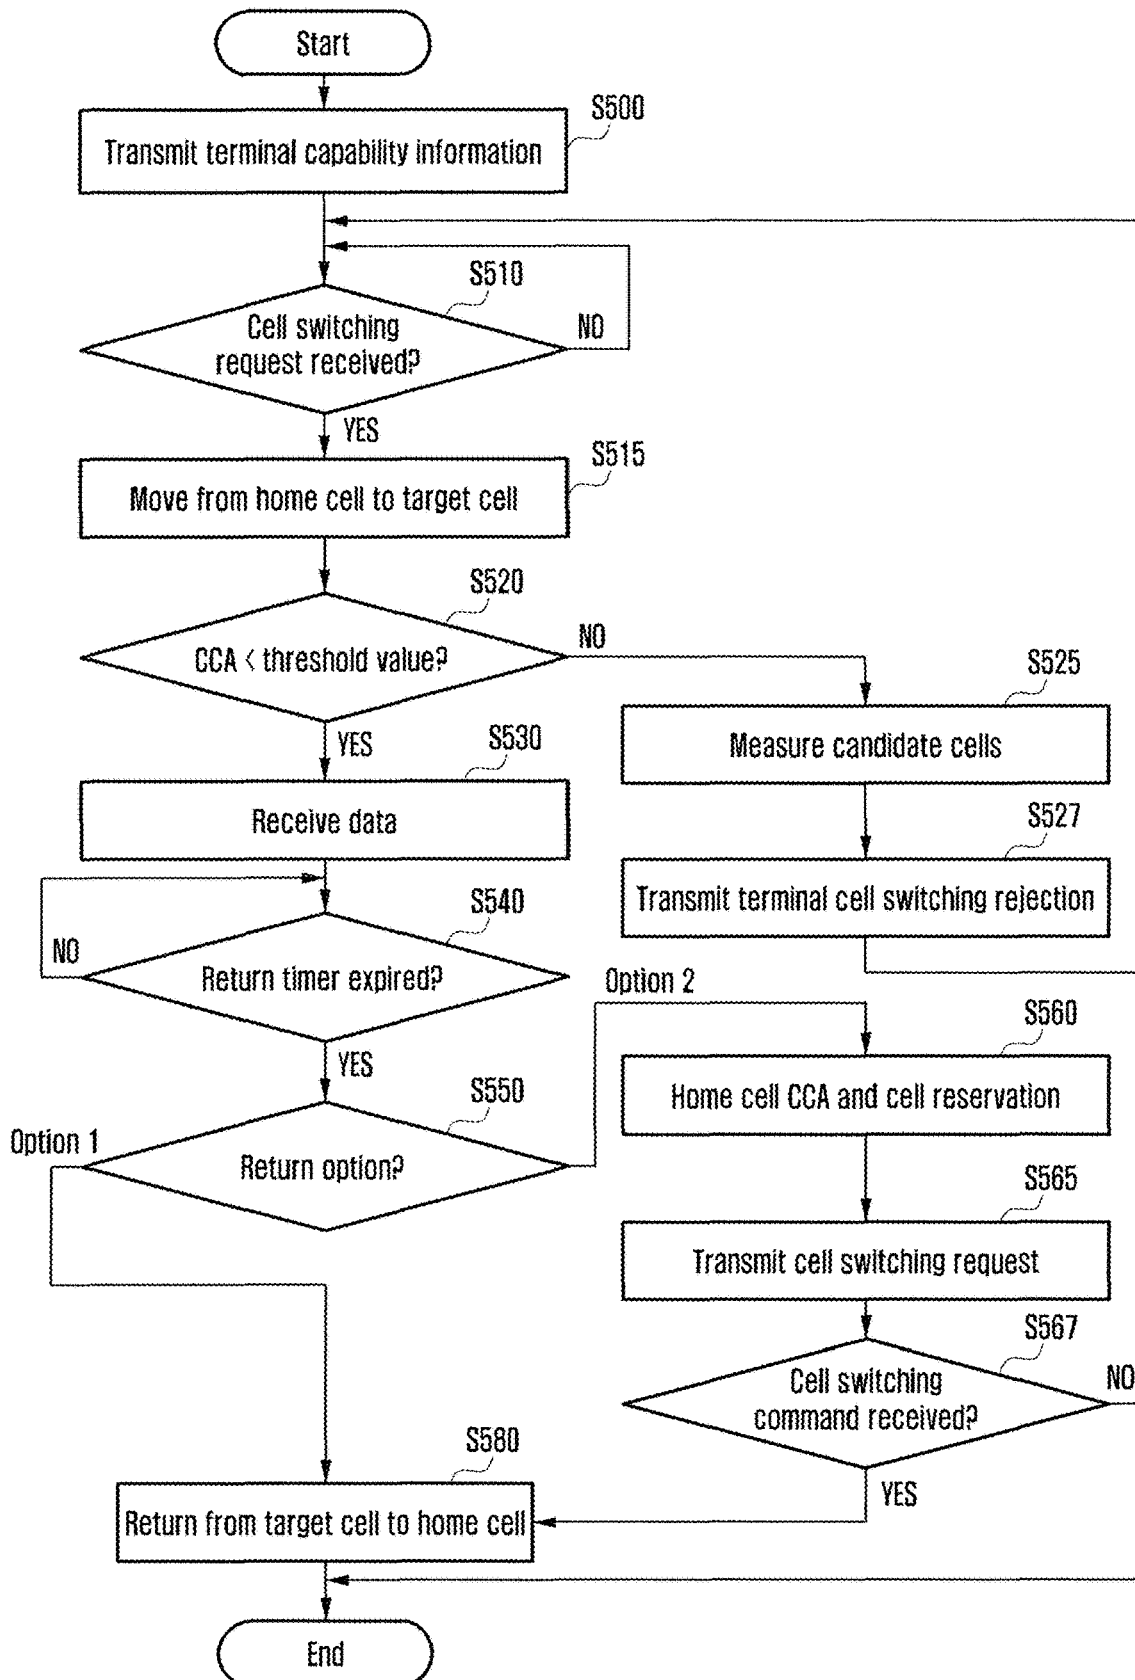 Start
S500
Transmit terminal capability information
S510
Cell switching
request received?
NO
YES
S515
Move from home cell to target cell
S520
CCA < threshold value?
NO
YES
S525
Measure candidate cells
S530
Receive data
S527
Transmit terminal cell switching rejection
S540
Return timer expired?
NO
YES
S550
Return option?
Option 1
Option 2
S560
Home cell CCA and cell reservation
S565
Transmit cell switching request
S567
Cell switching
command received?
NO
YES
S580
Return from target cell to home cell
End